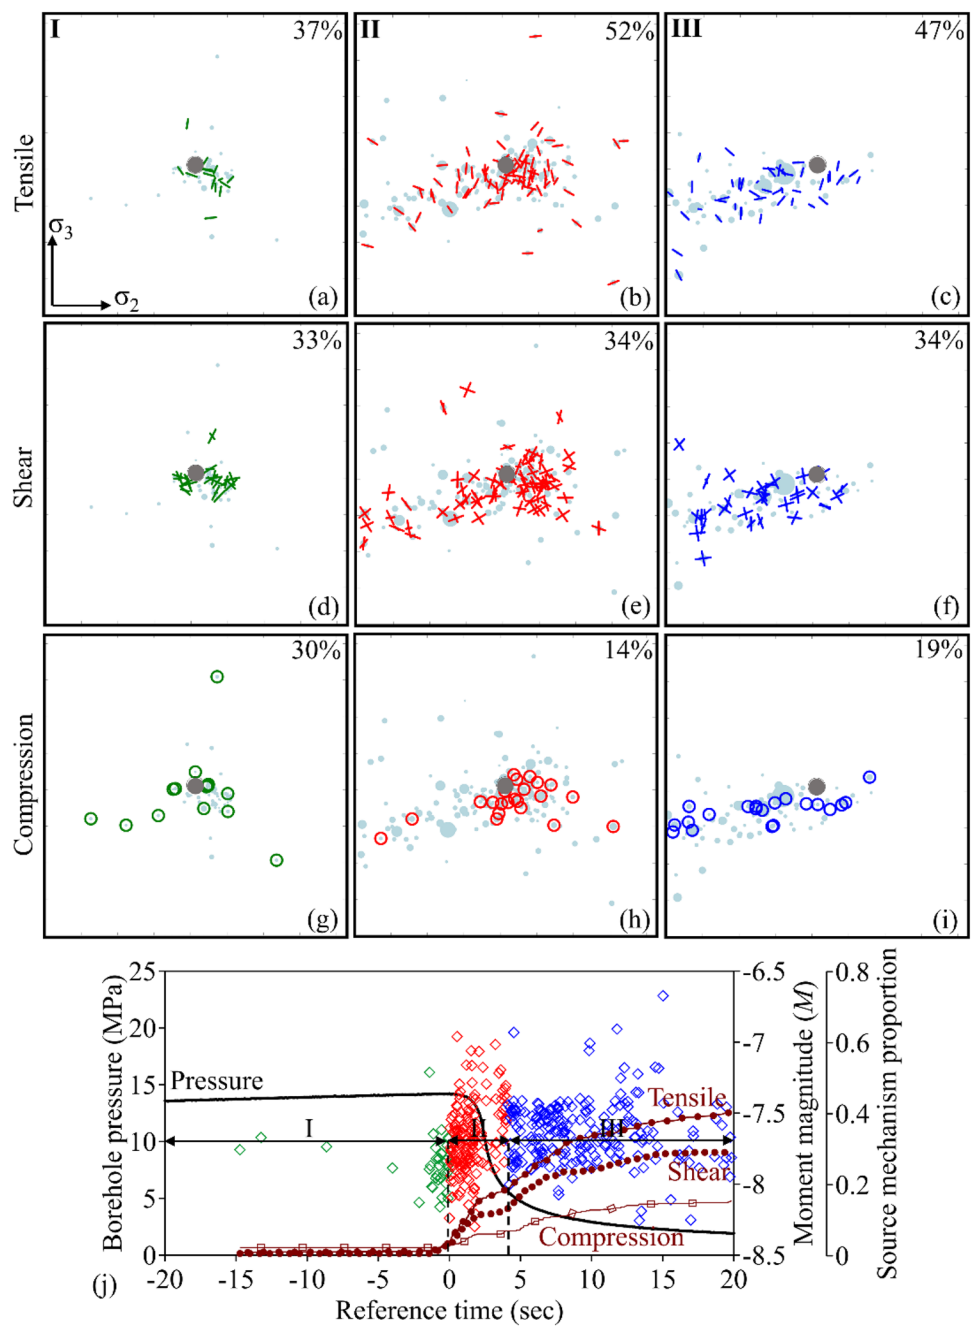 I
37%
II
52%
III
47%
Tensile
σ3
σ2
(a)
(b)
(c)
33%
34%
34%
Shear
(d)
(e)
(f)
30%
14%
19%
Compression
(g)
(h)
(i)
25
20
15
10
5
0
Borehole pressure (MPa)
Pressure
I
II
III
Tensile
Shear
Compression
-6.5
-7
-7.5
-8
-8.5
Moment magnitude (M)
0.8
0.6
0.4
0.2
0
Source mechanism proportion
(j)
-20 -15 -10 -5 0 5 10 15 20
Reference time (sec)